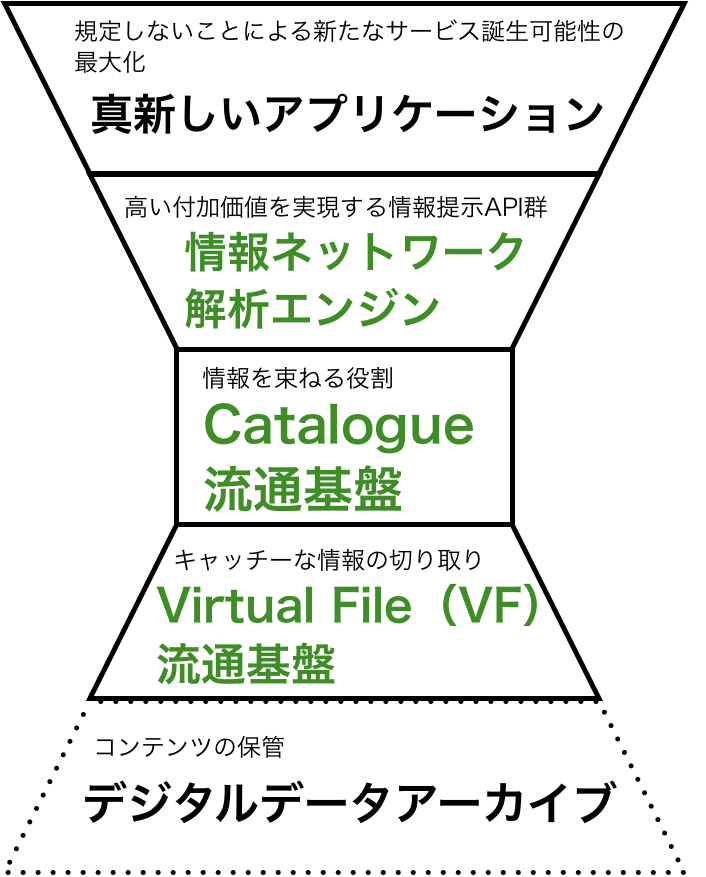 規定しないことによる新たなサービス誕生可能性の
最大化
真新しいアプリケーション
高い付加価値を実現する情報提示API群
情報ネットワーク
解析エンジン
情報を束ねる役割
Catalogue
流通基盤
キャッチーな情報の切り取り
Virtual File（VF）
流通基盤
コンテンツの保管
デジタルデータアーカイブ